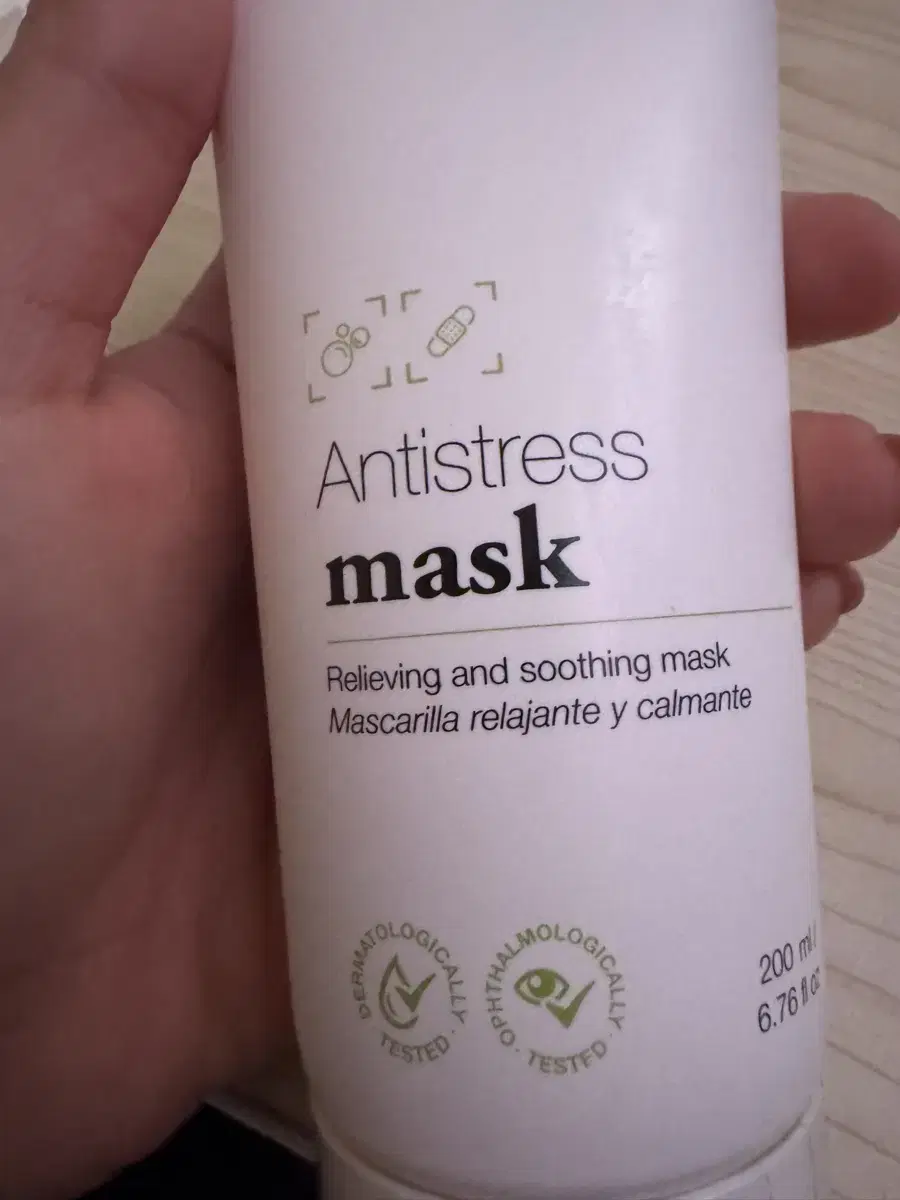 Antistress
mask
Relieving and soothing mask
Mascarilla relajante y calmante
DERMATOLOGICALLY
TESTED
OPHTHALMOLOGICALLY
TESTED
200 ml
6.76 fl oz